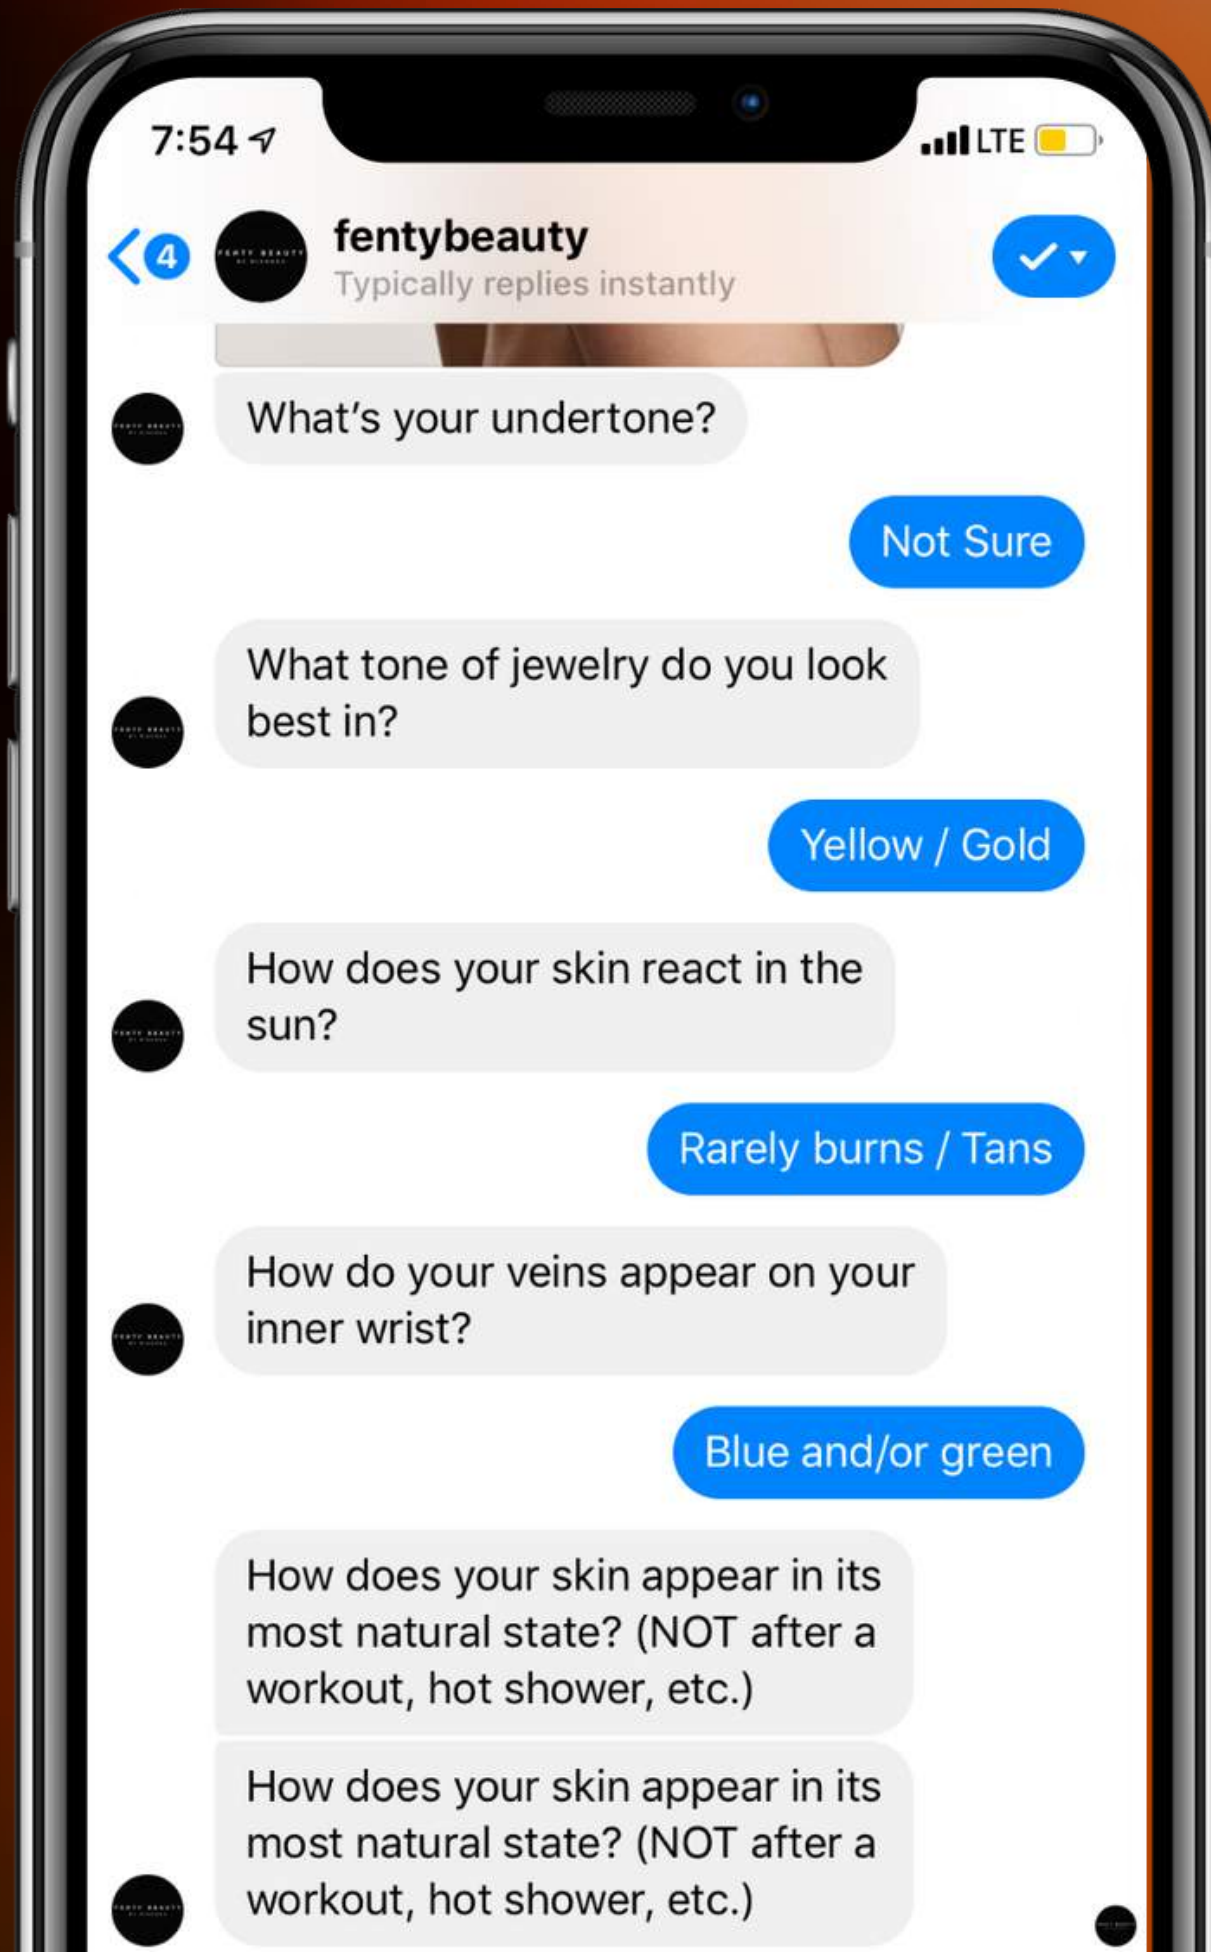 7:54
LTE
4
FENTY BEAUTY
fentybeauty
Typically replies instantly
What's your undertone?
Not Sure
What tone of jewelry do you look
best in?
Yellow / Gold
How does your skin react in the
sun?
Rarely burns / Tans
How do your veins appear on your
inner wrist?
Blue and/or green
How does your skin appear in its
most natural state? (NOT after a
workout, hot shower, etc.)
How does your skin appear in its
most natural state? (NOT after a
workout, hot shower, etc.)